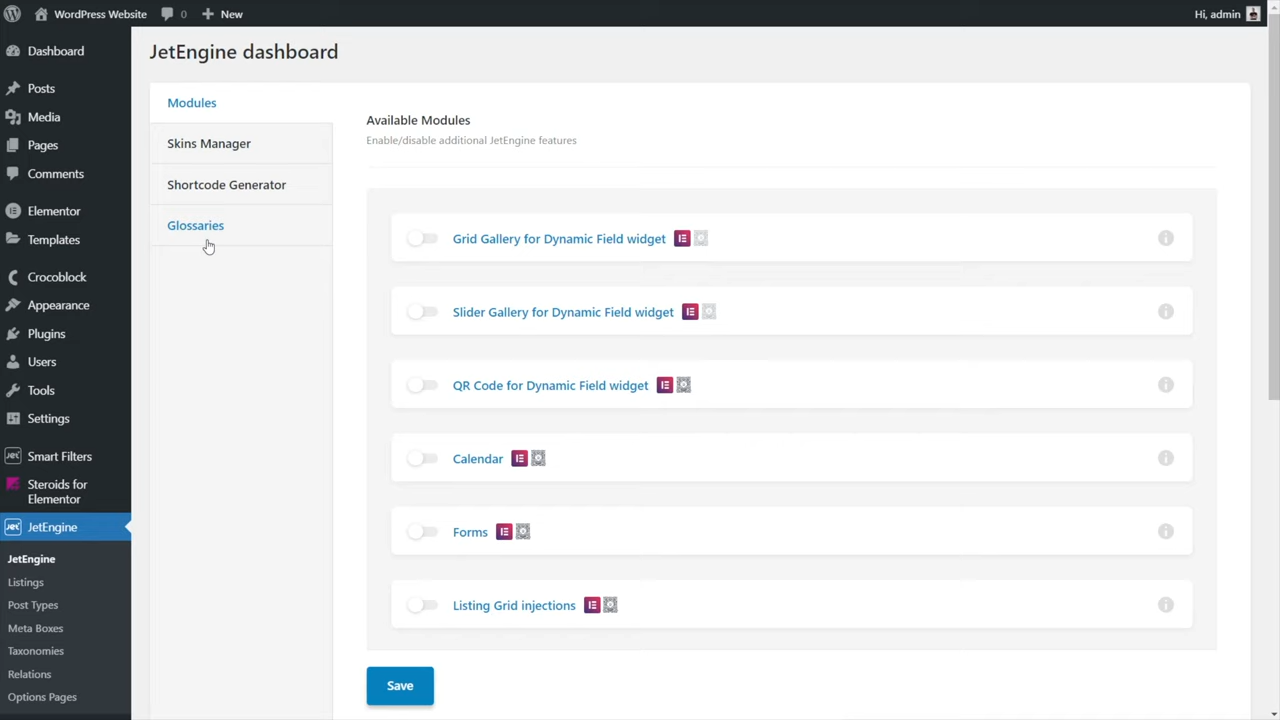 WordPress Website
0
New
Hi, admin
Dashboard
Posts
Media
Pages
Comments
Elementor
Templates
Crocoblock
Appearance
Plugins
Users
Tools
Settings
Smart Filters
Steroids for
Elementor
JetEngine
JetEngine
Listings
Post Types
Meta Boxes
Taxonomies
Relations
Options Pages
JetEngine dashboard
Modules
Skins Manager
Shortcode Generator
Glossaries
Available Modules
Enable/disable additional JetEngine features
Grid Gallery for Dynamic Field widget
Slider Gallery for Dynamic Field widget
QR Code for Dynamic Field widget
Calendar
Forms
Listing Grid injections
Save